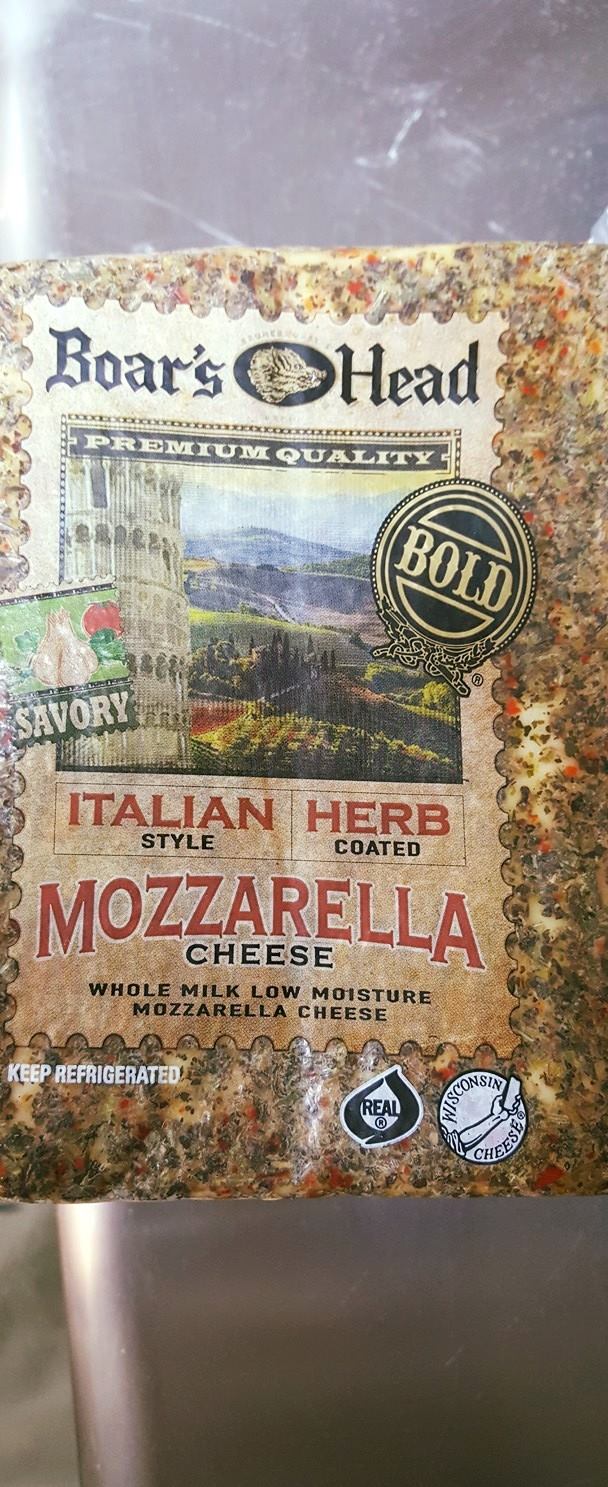 Boar's Head
PREMIUM QUALITY
BOLD
®
SAVORY
ITALIAN HERB
STYLE COATED
MOZZARELLA
CHEESE
WHOLE MILK LOW MOISTURE
MOZZARELLA CHEESE
KEEP REFRIGERATED
REAL
®
WISCONSIN
CHEESE®